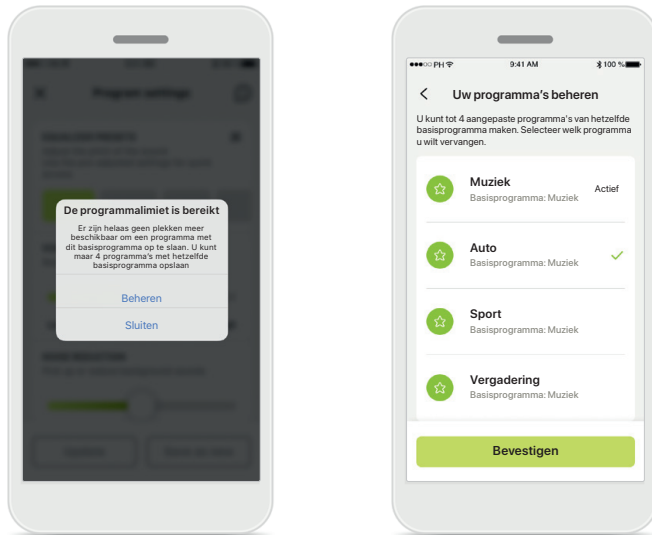 Program settings
De programmalimiet is bereikt
Er zijn helaas geen plekken meer
beschikbaar om een programma met
dit basisprogramma op te slaan. U kunt
maar 4 programma's met hetzelfde
basisprogramma opslaan
Beheren
Sluiten
PH 9:41 AM 100 %
Uw programma's beheren
U kunt tot 4 aangepaste programma's van hetzelfde
basisprogramma maken. Selecteer welk programma
u wilt vervangen.
Muziek Actief
Basisprogramma: Muziek
Auto
Basisprogramma: Muziek
Sport
Basisprogramma: Muziek
Vergadering
Basisprogramma: Muziek
Bevestigen